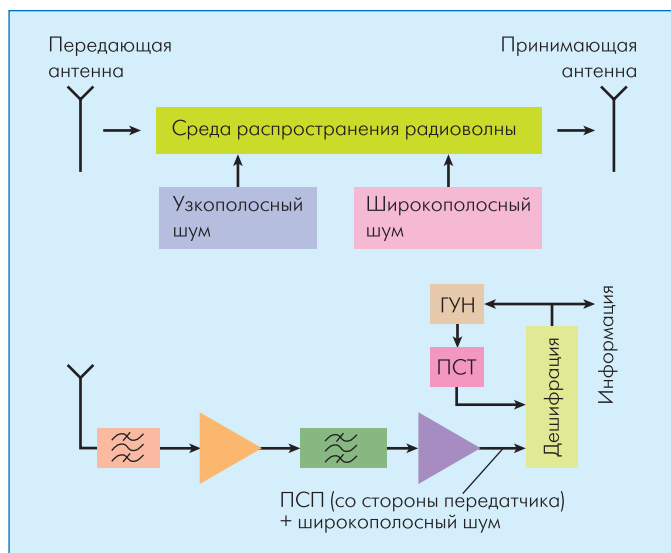 Передающая
антенна
Принимающая
антенна
Среда распространения радиоволны
Узкополосный
шум
Широкополосный
шум
ГУН
ПСТ
Дешифрация
Информация
ПСП (со стороны передатчика)
+ широкополосный шум